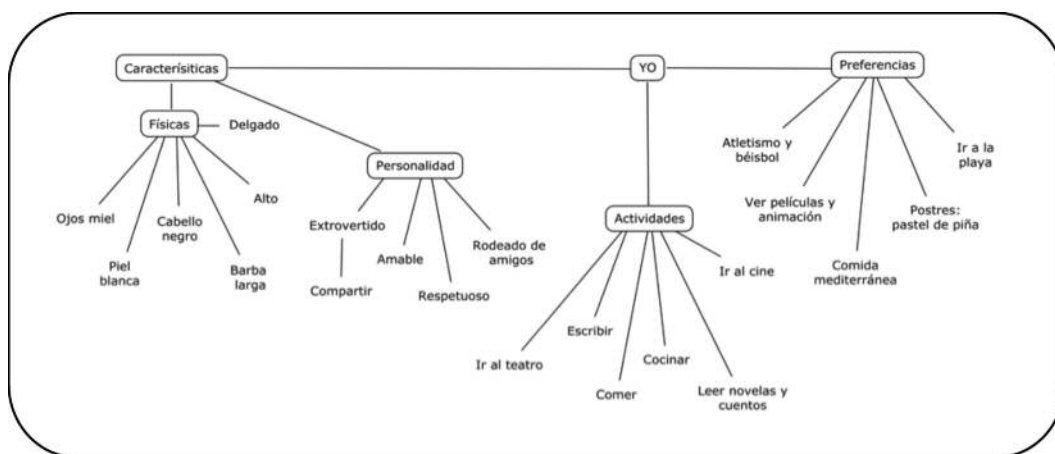 Caracterísiticas
YO
Preferencias
Físicas
Delgado
Personalidad
Ojos miel
Piel
blanca
Cabello
negro
Barba
larga
Alto
Extrovertido
Compartir
Amable
Respetuoso
Rodeado de
amigos
Actividades
Ir al teatro
Escribir
Comer
Cocinar
Leer novelas y
cuentos
Ir al cine
Atletismo y
béisbol
Ver películas y
animación
Comida
mediterránea
Postres:
pastel de piña
Ir a la
playa